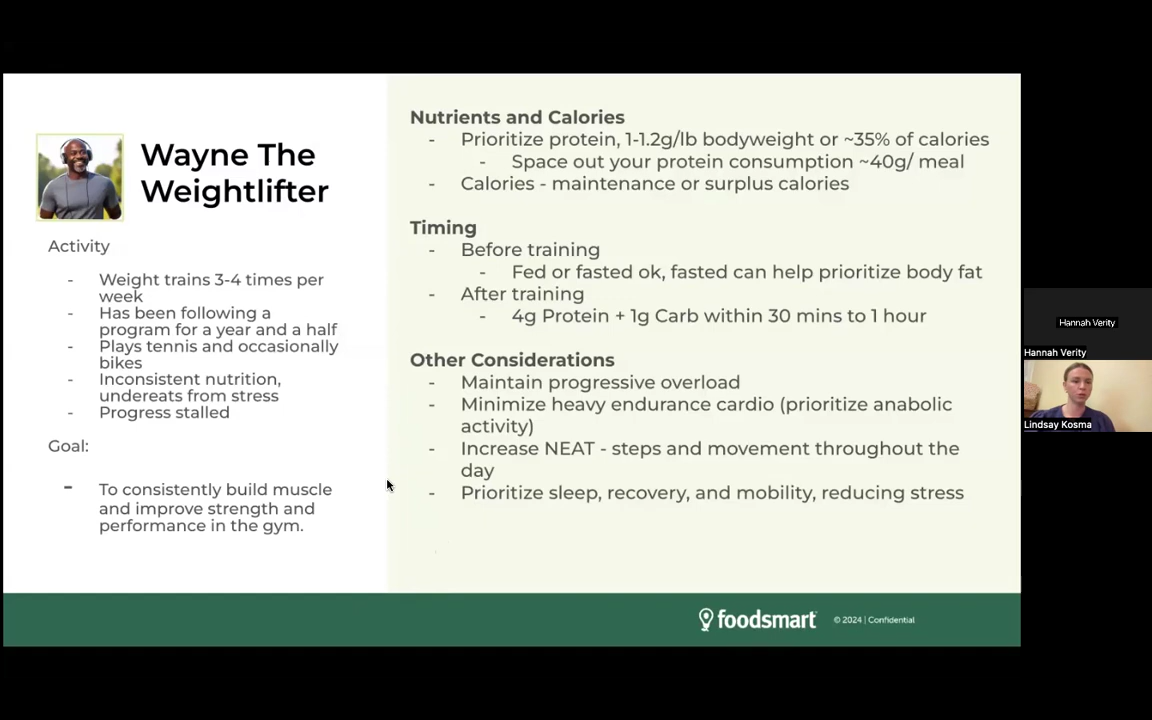 Wayne The
Weightlifter
Activity
- Weight trains 3-4 times per
week
- Has been following a
program for a year and a half
- Plays tennis and occasionally
bikes
- Inconsistent nutrition,
undereats from stress
- Progress stalled
Goal:
- To consistently build muscle
and improve strength and
performance in the gym.
Nutrients and Calories
- Prioritize protein, 1-1.2g/lb bodyweight or ~35% of calories
- Space out your protein consumption ~40g/ meal
- Calories - maintenance or surplus calories
Timing
- Before training
- Fed or fasted ok, fasted can help prioritize body fat
- After training
- 4g Protein + 1g Carb within 30 mins to 1 hour
Other Considerations
- Maintain progressive overload
- Minimize heavy endurance cardio (prioritize anabolic
activity)
- Increase NEAT - steps and movement throughout the
day
- Prioritize sleep, recovery, and mobility, reducing stress
foodsmart © 2024 | Confidential
Hannah Verity
Hannah Verity
Lindsay Kosma